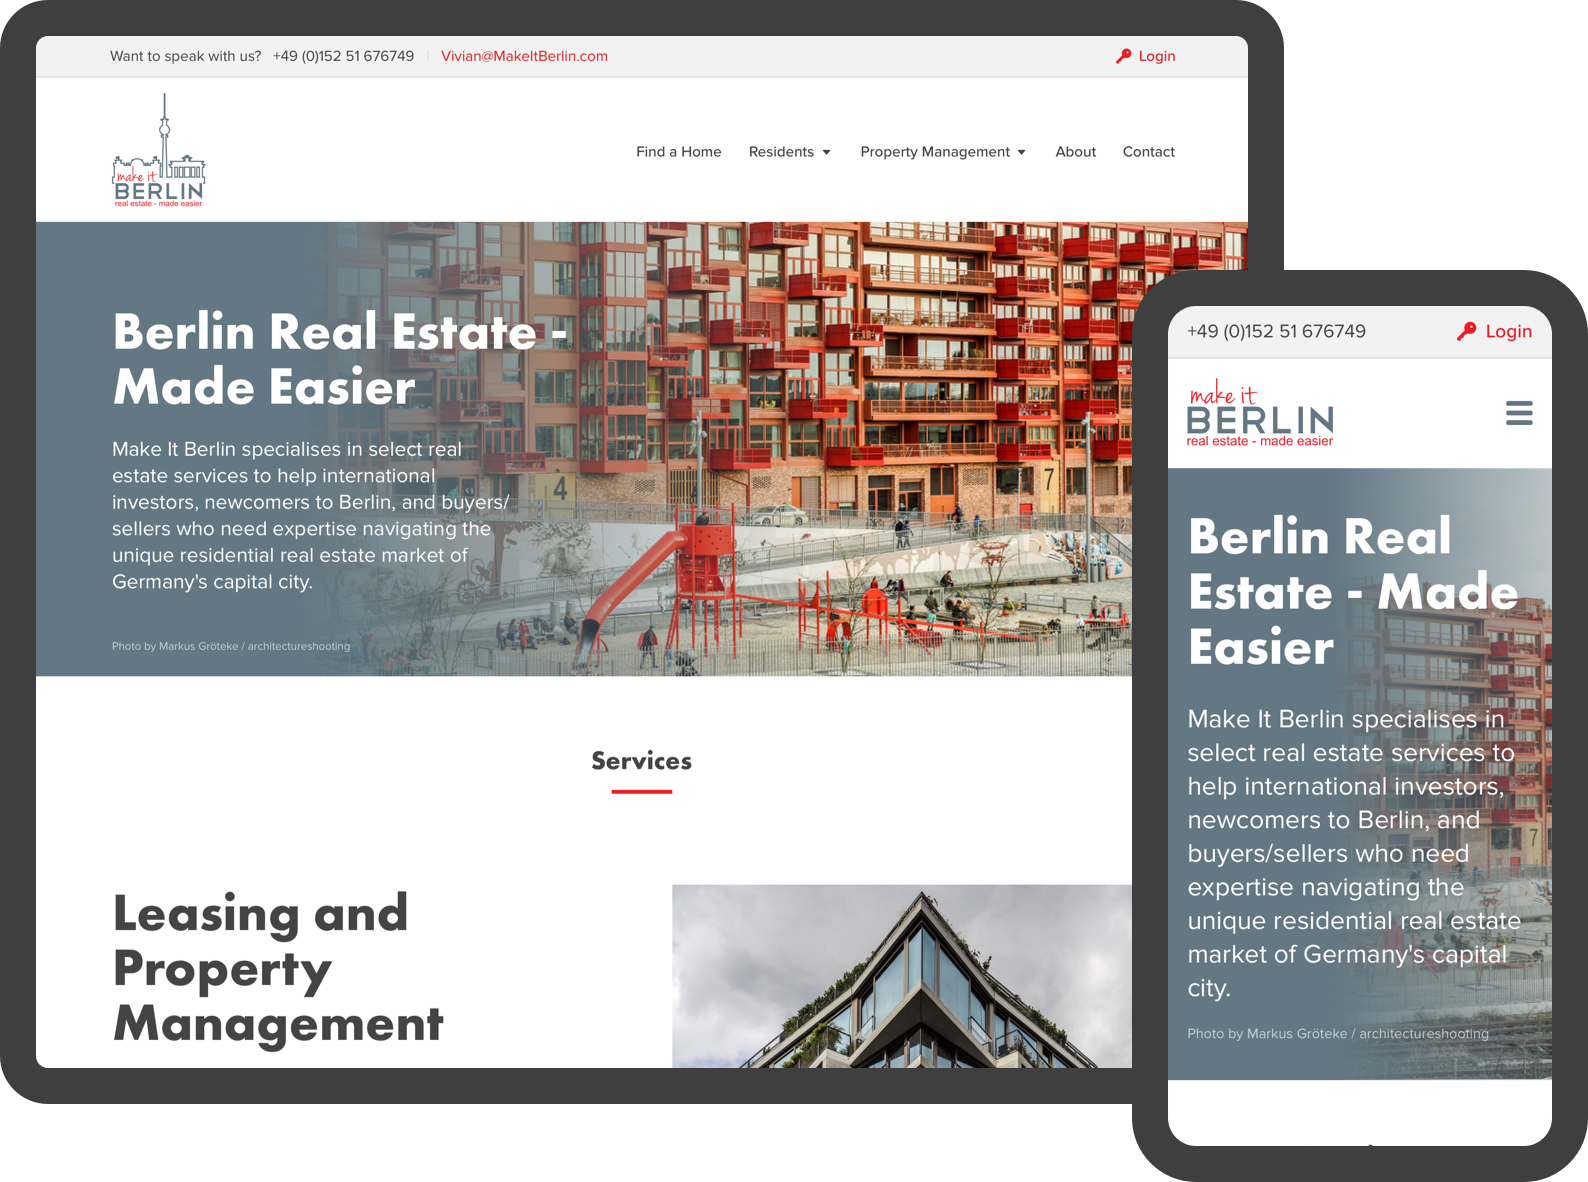 Want to speak with us? +49 (0)152 51 676749 | Vivian@MakeItBerlin.com
Login
make it
BERLIN
real estate - made easier
Find a Home Residents Property Management About Contact
Berlin Real Estate -
Made Easier
Make It Berlin specialises in select real
estate services to help international
investors, newcomers to Berlin, and buyers/
sellers who need expertise navigating the
unique residential real estate market of
Germany's capital city.
Photo by Markus Gröteke / architectureshooting
4
7
Services
Leasing and
Property
Management
+49 (0)152 51 676749
Login
make it
BERLIN
real estate - made easier
Berlin Real
Estate - Made
Easier
Make It Berlin specialises in
select real estate services to
help international investors,
newcomers to Berlin, and
buyers/sellers who need
expertise navigating the
unique residential real estate
market of Germany's capital
city.
7
Photo by Markus Gröteke / architectureshooting